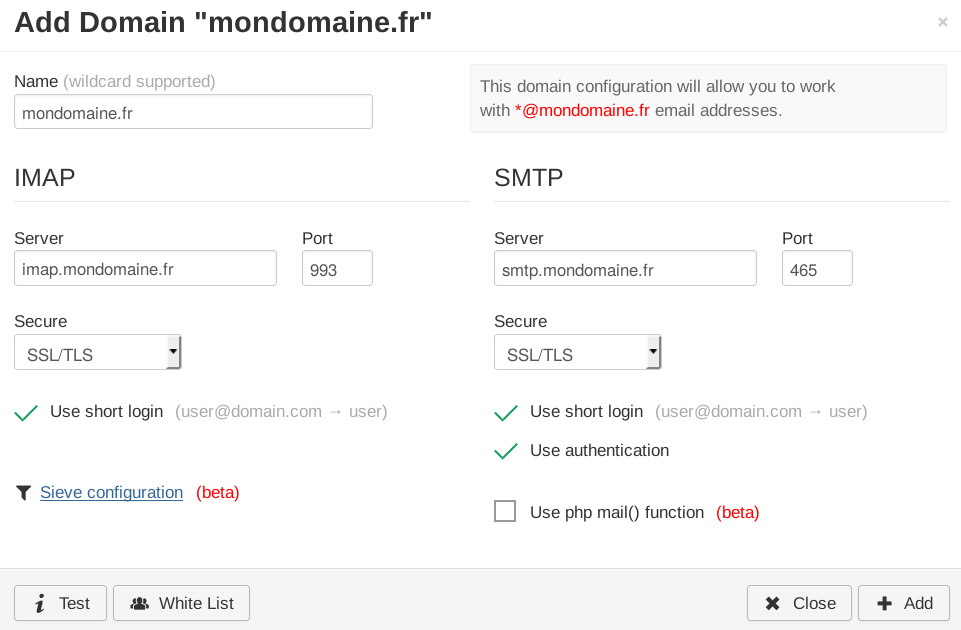 Add Domain "mondomaine.fr"
×
Name (wildcard supported)
mondomaine.fr
This domain configuration will allow you to work
with *@mondomaine.fr email addresses.
IMAP
Server Port
imap.mondomaine.fr 993
Secure
SSL/TLS
Use short login (user@domain.com → user)
Sieve configuration (beta)
SMTP
Server Port
smtp.mondomaine.fr 465
Secure
SSL/TLS
Use short login (user@domain.com → user)
Use authentication
Use php mail() function (beta)
Test White List Close Add